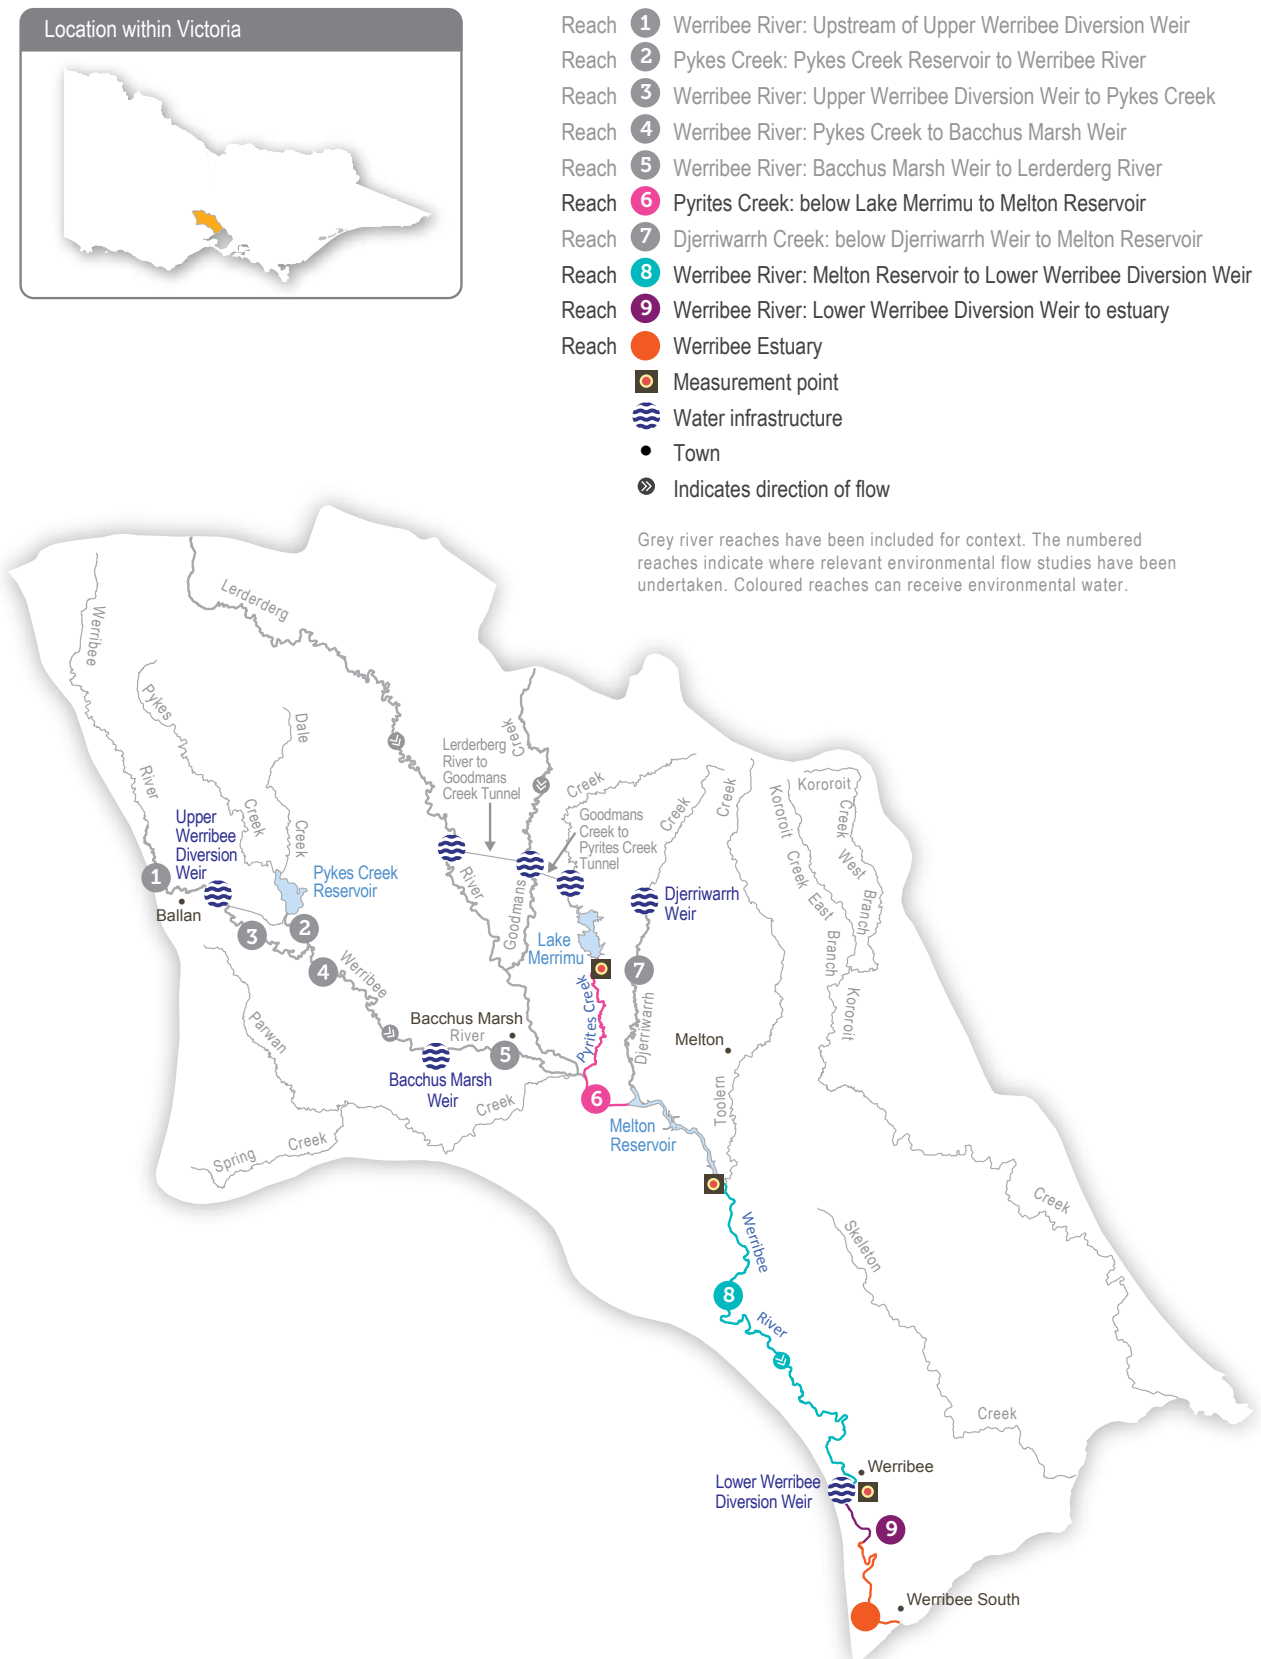 Location within Victoria
Reach 1 Werribee River: Upstream of Upper Werribee Diversion Weir
Reach 2 Pykes Creek: Pykes Creek Reservoir to Werribee River
Reach 3 Werribee River: Upper Werribee Diversion Weir to Pykes Creek
Reach 4 Werribee River: Pykes Creek to Bacchus Marsh Weir
Reach 5 Werribee River: Bacchus Marsh Weir to Lerderderg River
Reach 6 Pyrites Creek: below Lake Merrimu to Melton Reservoir
Reach 7 Djerriwarrh Creek: below Djerriwarrh Weir to Melton Reservoir
Reach 8 Werribee River: Melton Reservoir to Lower Werribee Diversion Weir
Reach 9 Werribee River: Lower Werribee Diversion Weir to estuary
Reach Werribee Estuary
Measurement point
Water infrastructure
Town
Indicates direction of flow
Grey river reaches have been included for context. The numbered
reaches indicate where relevant environmental flow studies have been
undertaken. Coloured reaches can receive environmental water.
Lerderderg
Werribee
Pykes
Dale
Creek
Lerderberg
River to
Goodmans
Creek Tunnel
River
Creek
Creek
Kororoit
Kororoit
Goodmans
Creek to
Pyrites Creek
Tunnel
Creek
Creek
Creek
Creek
Upper
Werribee
Diversion
Weir
Creek
West
Creek
East
Branch
Branch
Pykes Creek
Reservoir
River
Goodmans
Djerriwarrh
Weir
1
Ballan
3
2
4
Werribee
Lake
Merrimu
7
Pyrites Creek
Djerriwarrh
Kororoit
Parwan
Bacchus Marsh
River
5
Melton
Bacchus Marsh
Weir
Creek
6
Toolern
Melton
Reservoir
Spring
Creek
Creek
Werribee
Skeleton
8
River
Creek
Werribee
Lower Werribee
Diversion Weir
9
Werribee South